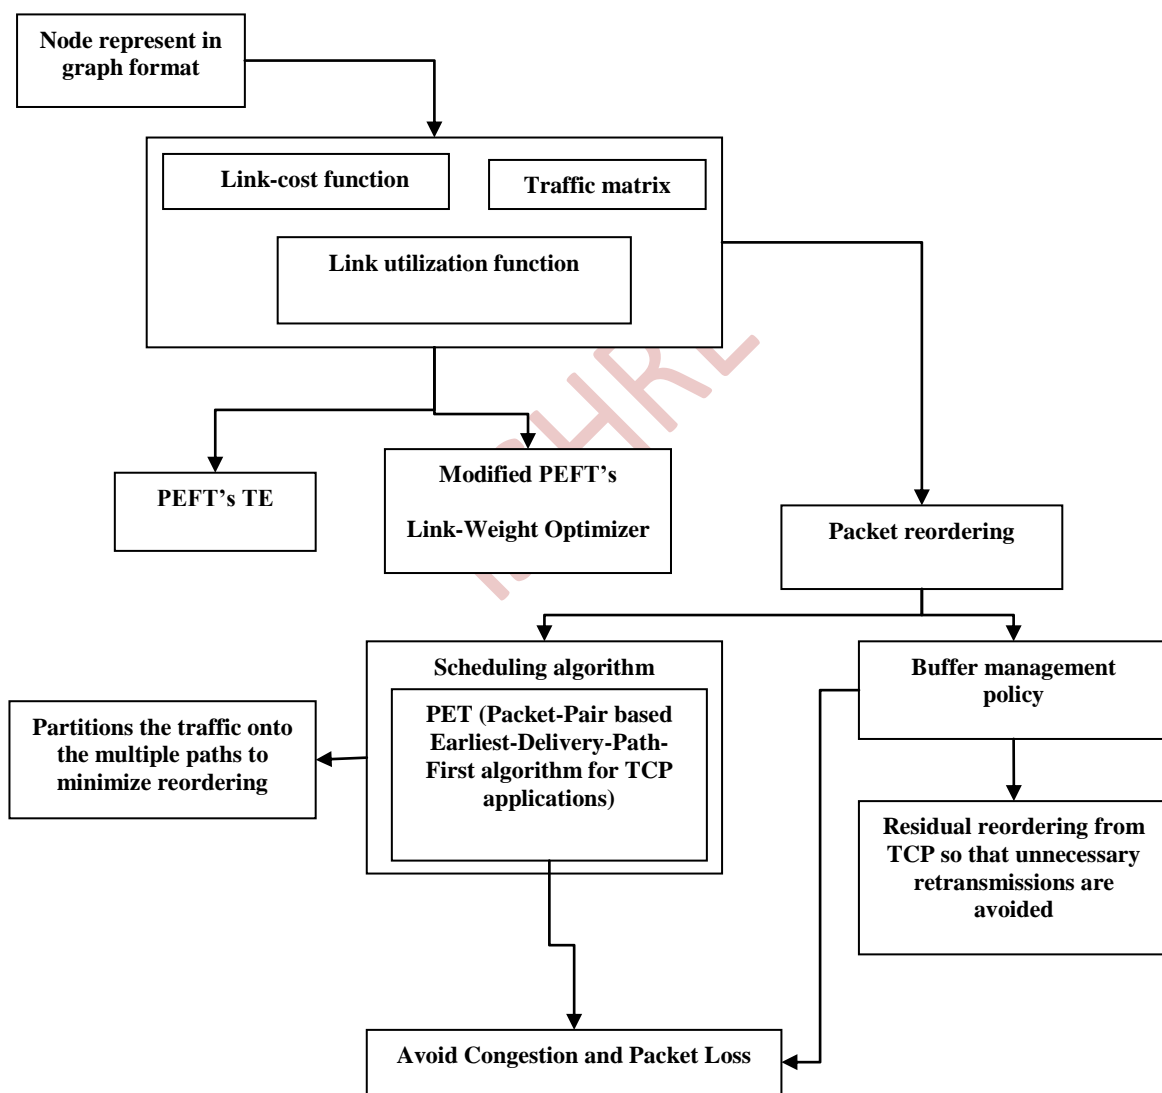 Node represent in
graph format
Link-cost function
Traffic matrix
Link utilization function
PEFT’s TE
Modified PEFT’s
Link-Weight Optimizer
Packet reordering
Scheduling algorithm
PET (Packet-Pair based
Earliest-Delivery-Path-
First algorithm for TCP
applications)
Buffer management
policy
Partitions the traffic onto
the multiple paths to
minimize reordering
Residual reordering from
TCP so that unnecessary
retransmissions are
avoided
Avoid Congestion and Packet Loss